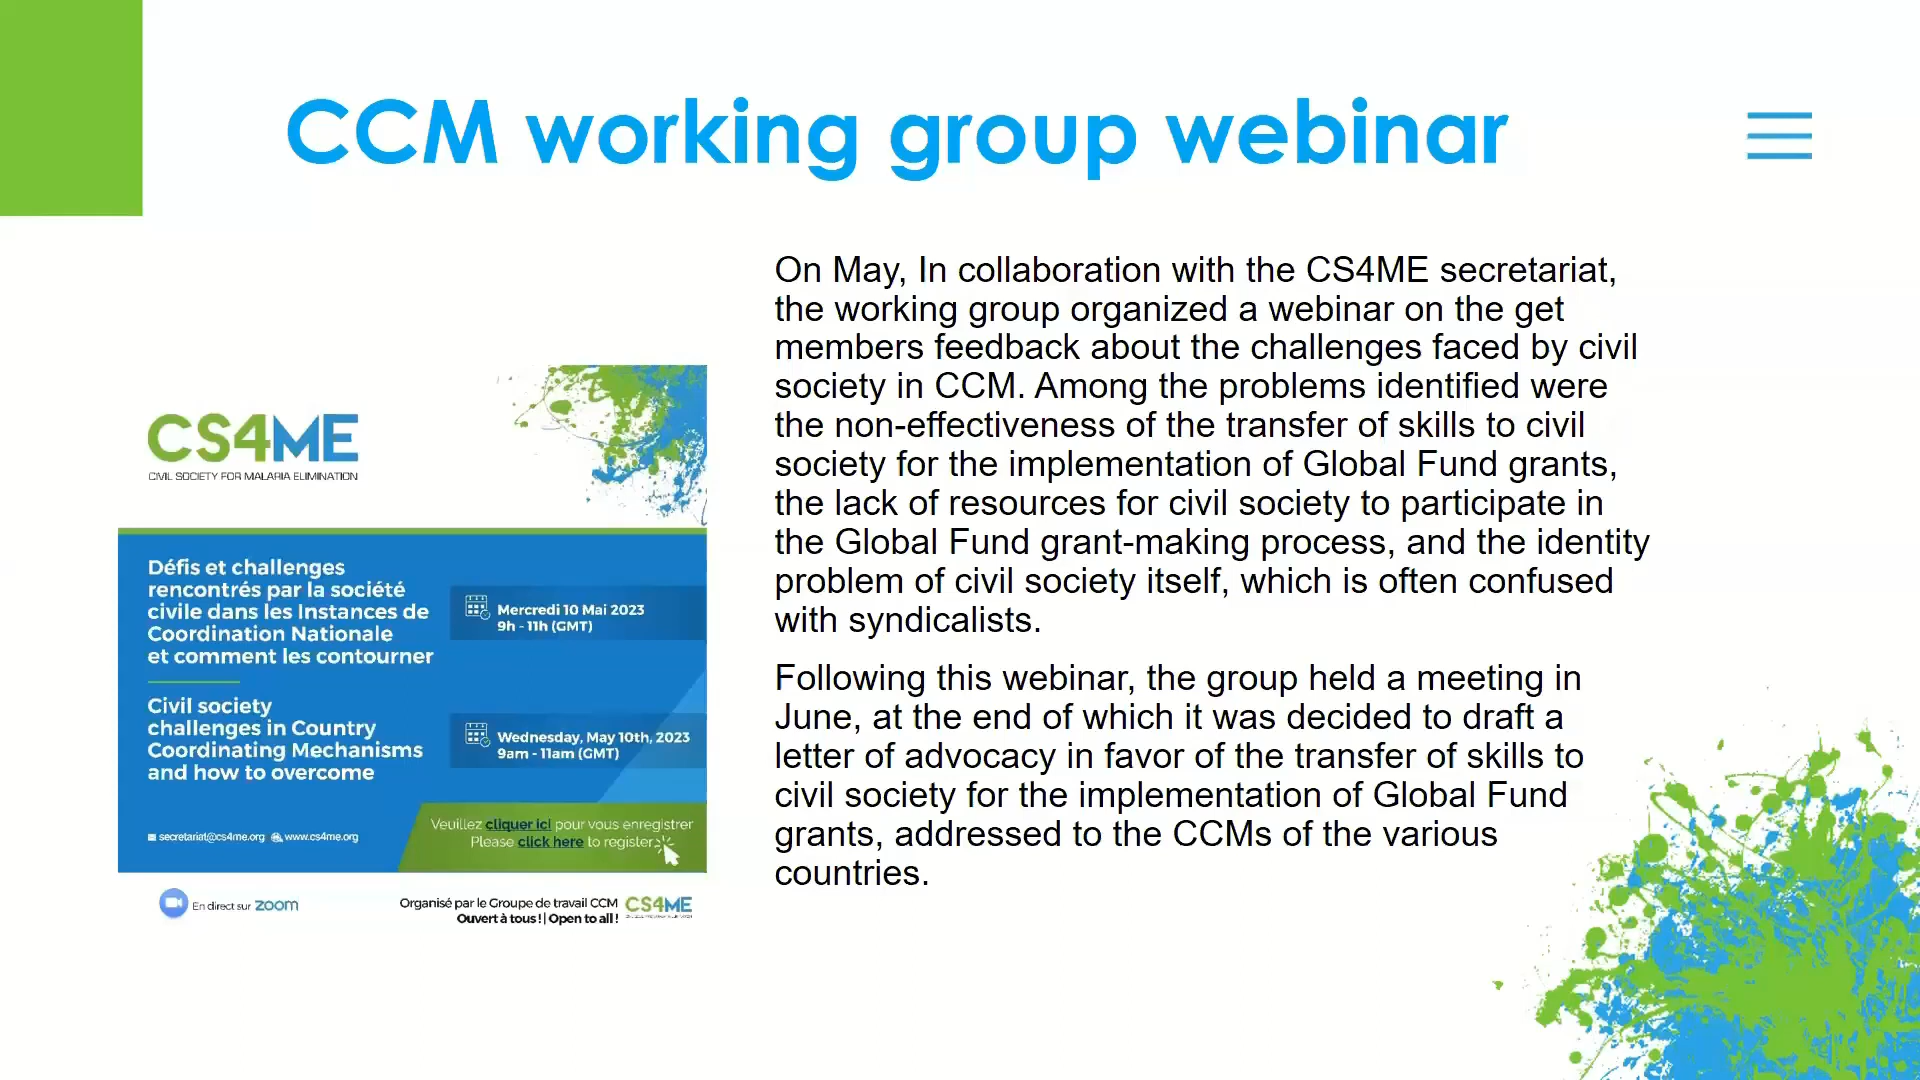 CCM working group webinar
On May, In collaboration with the CS4ME secretariat,
the working group organized a webinar on the get
members feedback about the challenges faced by civil
society in CCM. Among the problems identified were
the non-effectiveness of the transfer of skills to civil
society for the implementation of Global Fund grants,
the lack of resources for civil society to participate in
the Global Fund grant-making process, and the identity
problem of civil society itself, which is often confused
with syndicalists.
Following this webinar, the group held a meeting in
June, at the end of which it was decided to draft a
letter of advocacy in favor of the transfer of skills to
civil society for the implementation of Global Fund
grants, addressed to the CCMs of the various
countries.
CS4ME
CIVIL SOCIETY FOR MALARIA ELIMINATION
Défis et challenges
rencontrés par la société
civile dans les Instances de
Coordination Nationale
et comment les contourner
Mercredi 10 Mai 2023
9h - 11h (GMT)
Civil society
challenges in Country
Coordinating Mechanisms
and how to overcome
Wednesday, May 10th, 2023
9am - 11am (GMT)
secretariat@cs4me.org www.cs4me.org
Veuillez cliquer ici pour vous enregistrer
Please click here to register
En direct sur zoom
Organisé par le Groupe de travail CCM
Ouvert à tous ! | Open to all !
CS4ME